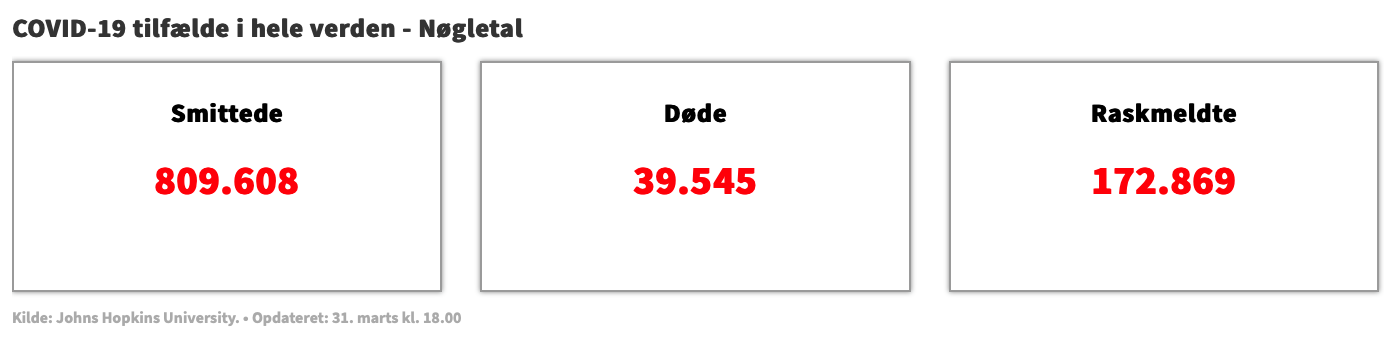 COVID-19 tilfælde i hele verden - Nøgletal
Smittede
809.608
Døde
39.545
Raskmeldte
172.869
Kilde: Johns Hopkins University. • Opdateret: 31. marts kl. 18.00